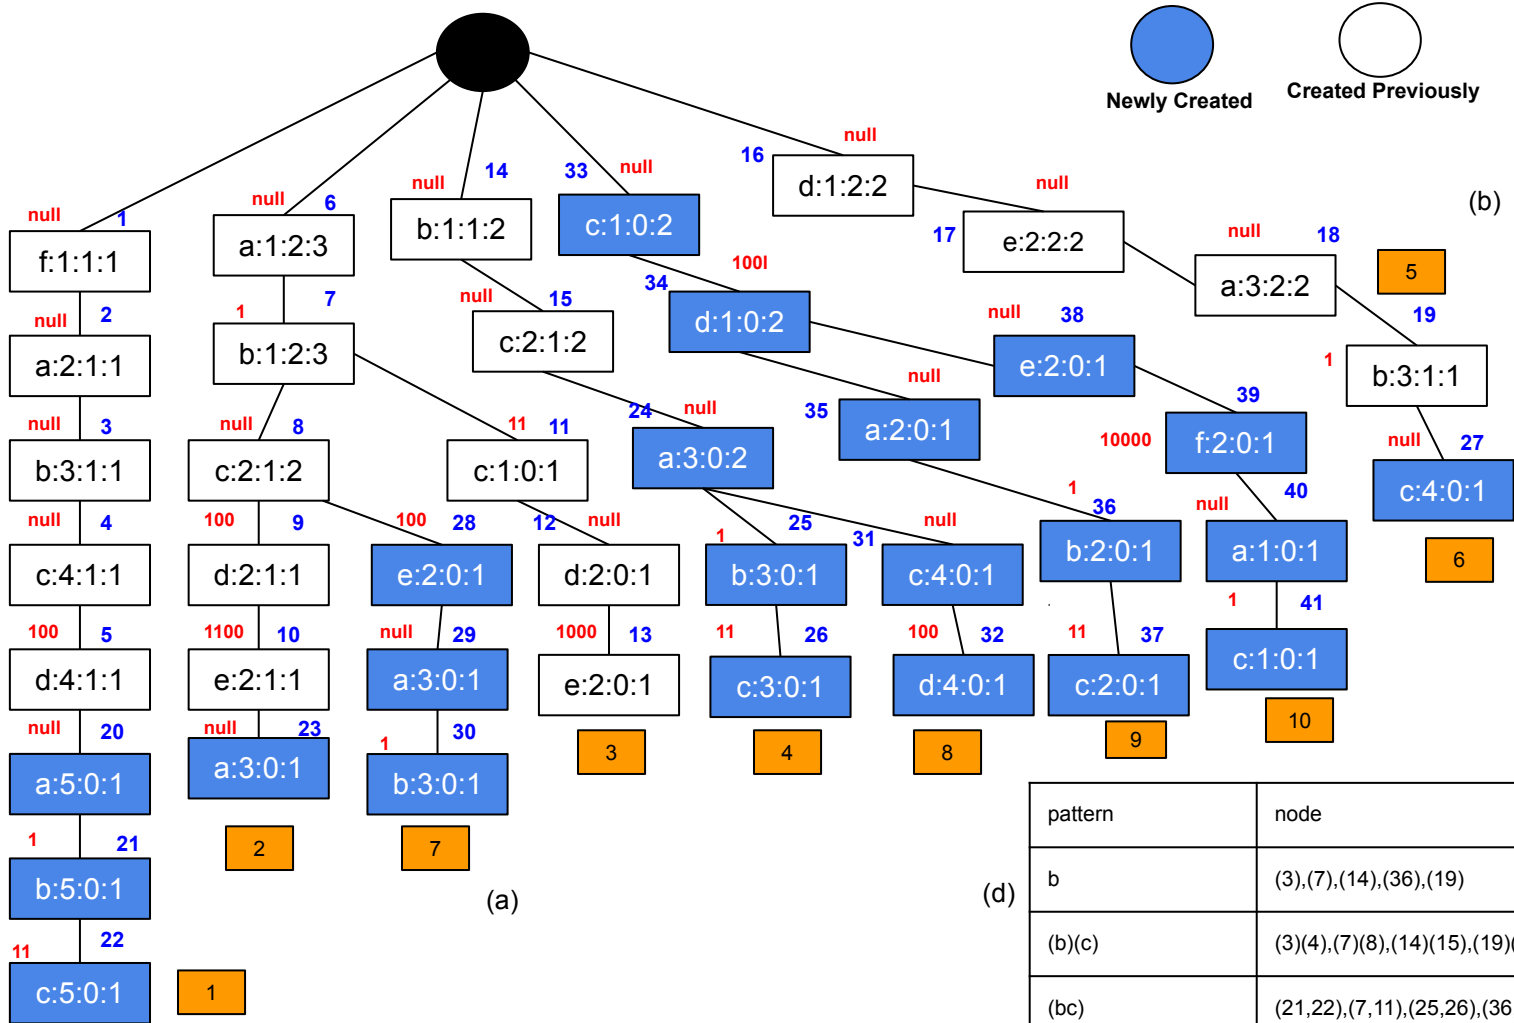 Newly Created
Created Previously
(b)
null 1
f:1:1:1
null 2
a:2:1:1
null 3
b:3:1:1
null 4
c:4:1:1
100 5
d:4:1:1
null 20
a:5:0:1
1 21
b:5:0:1
11 22
c:5:0:1
1
null 6
a:1:2:3
1 7
b:1:2:3
null 8
c:2:1:2
100 9
d:2:1:1
1100 10
e:2:1:1
null 23
a:3:0:1
2
100 28
e:2:0:1
null 29
a:3:0:1
1 30
b:3:0:1
7
11 11
c:1:0:1
12 null
d:2:0:1
1000 13
e:2:0:1
3
null 14
b:1:1:2
null 15
c:2:1:2
24 null
a:3:0:2
1 25
b:3:0:1
11 26
c:3:0:1
4
31 null
c:4:0:1
100 32
d:4:0:1
8
33 null
c:1:0:2
34 100l
d:1:0:2
35 null
a:2:0:1
1 36
b:2:0:1
11 37
c:2:0:1
9
null 38
e:2:0:1
10000 39
f:2:0:1
null 40
a:1:0:1
1 41
c:1:0:1
10
16 null
d:1:2:2
17 null
e:2:2:2
null 18
a:3:2:2
5
1 19
b:3:1:1
null 27
c:4:0:1
6
(a)
(d)
pattern node
b (3),(7),(14),(36),(19)
(b)(c) (3)(4),(7)(8),(14)(15),(19)(
(bc) (21,22),(7,11),(25,26),(36